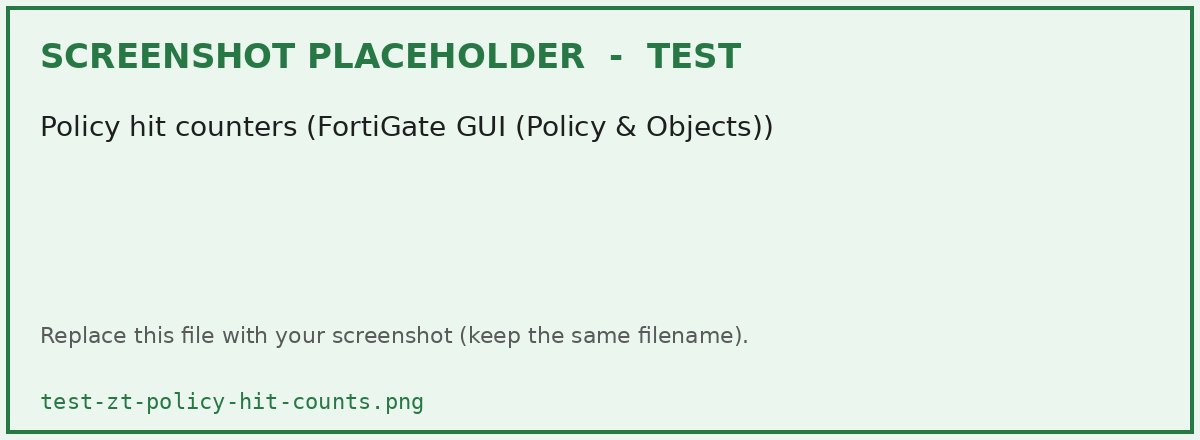 SCREENSHOT PLACEHOLDER - TEST
Policy hit counters (FortiGate GUI (Policy & Objects))
Replace this file with your screenshot (keep the same filename).
test-zt-policy-hit-counts.png